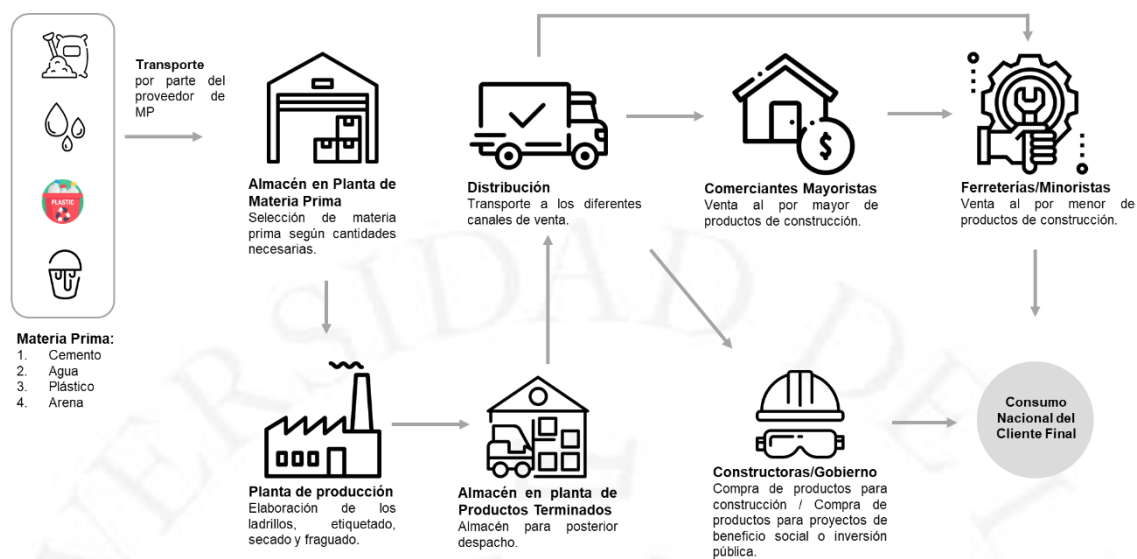 Transporte
por parte del
proveedor de
MP
PLASTIC
Materia Prima:
1. Cemento
2. Agua
3. Plástico
4. Arena
Almacén en Planta de
Materia Prima
Selección de materia
prima según cantidades
necesarias.
Distribución
Transporte a los diferentes
canales de venta.
$
Comerciantes Mayoristas
Venta al por mayor de
productos de construcción.
Ferreterías/Minoristas
Venta al por menor de
productos de construcción.
Planta de producción
Elaboración de los
ladrillos, etiquetado,
secado y fraguado.
Almacén en planta de
Productos Terminados
Almacén para posterior
despacho.
Constructoras/Gobierno
Compra de productos para
construcción / Compra de
productos para proyectos de
beneficio social o inversión
pública.
Consumo
Nacional del
Cliente Final
VERSIDAD DE